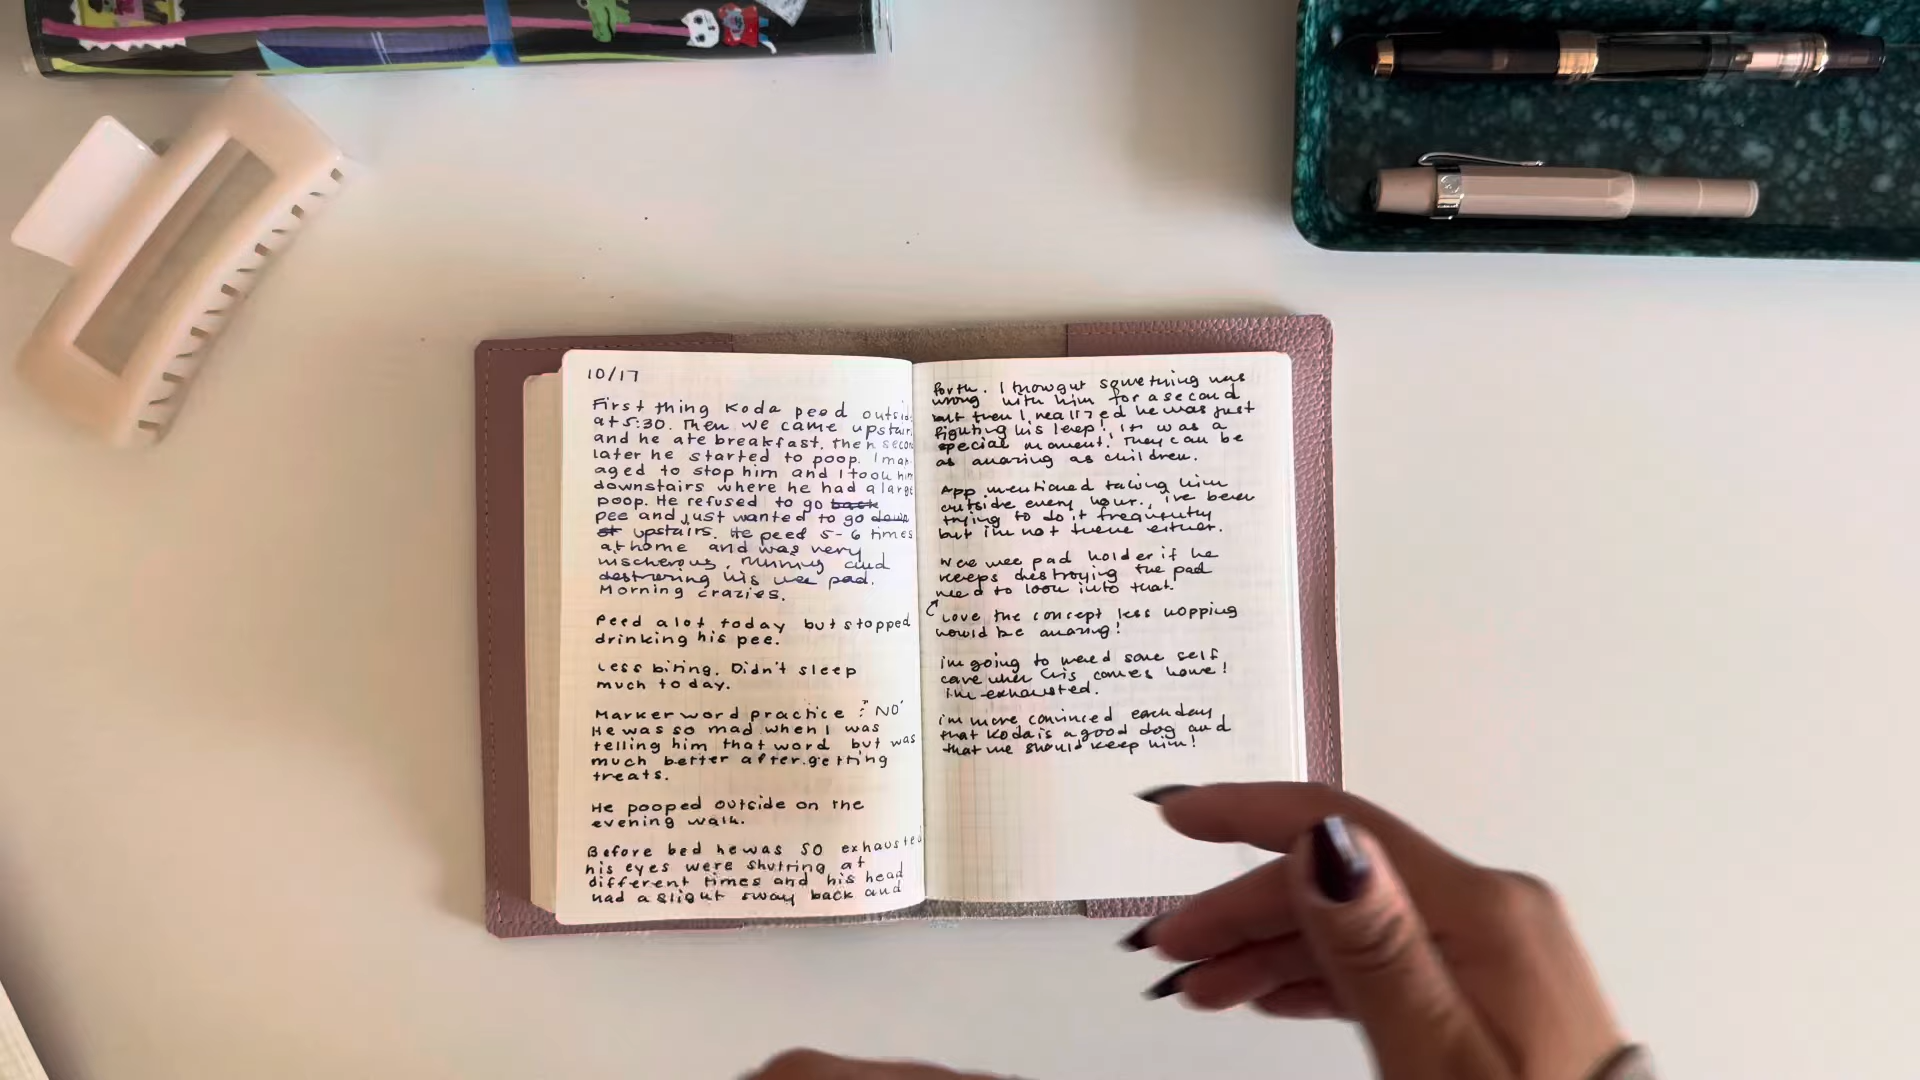 10/17
First thing Koda peed outside
at 5:30. Then we came upstairs
and he ate breakfast. Then second
later he started to poop. I man
aged to stop him and I took him
downstairs where he had a large
poop. He refused to go back
pee and just wanted to go down
st upstairs. He peed 5-6 times
at home and was very
mischevous, running and
destroying his wee pad.
Morning crazies.
Peed a lot today but stopped
drinking his pee.
Less biting. Didn't sleep
much today.
Marker word practice : "NO"
He was so mad when I was
telling him that word but was
much better after getting
treats.
He pooped outside on the
evening walk.
Before bed he was SO exhausted
his eyes were shutting at
different times and his head
had a slight sway back and
forth. I thought something was
wrong with him for a second
but then I realized he was just
fighting his sleep! It was a
special moment. They can be
as amazing as children.
App mentioned taking him
outside every hour. I've been
trying to do it frequently
but I'm not there either.
Wee wee pad holder if he
keeps destroying the pad
need to look into that.
Love the concept less mopping
would be amazing!
I'm going to need some self
care when Cris comes home!
I'm exhausted.
I'm more convinced each day
that Koda is a good dog and
that we should keep him!